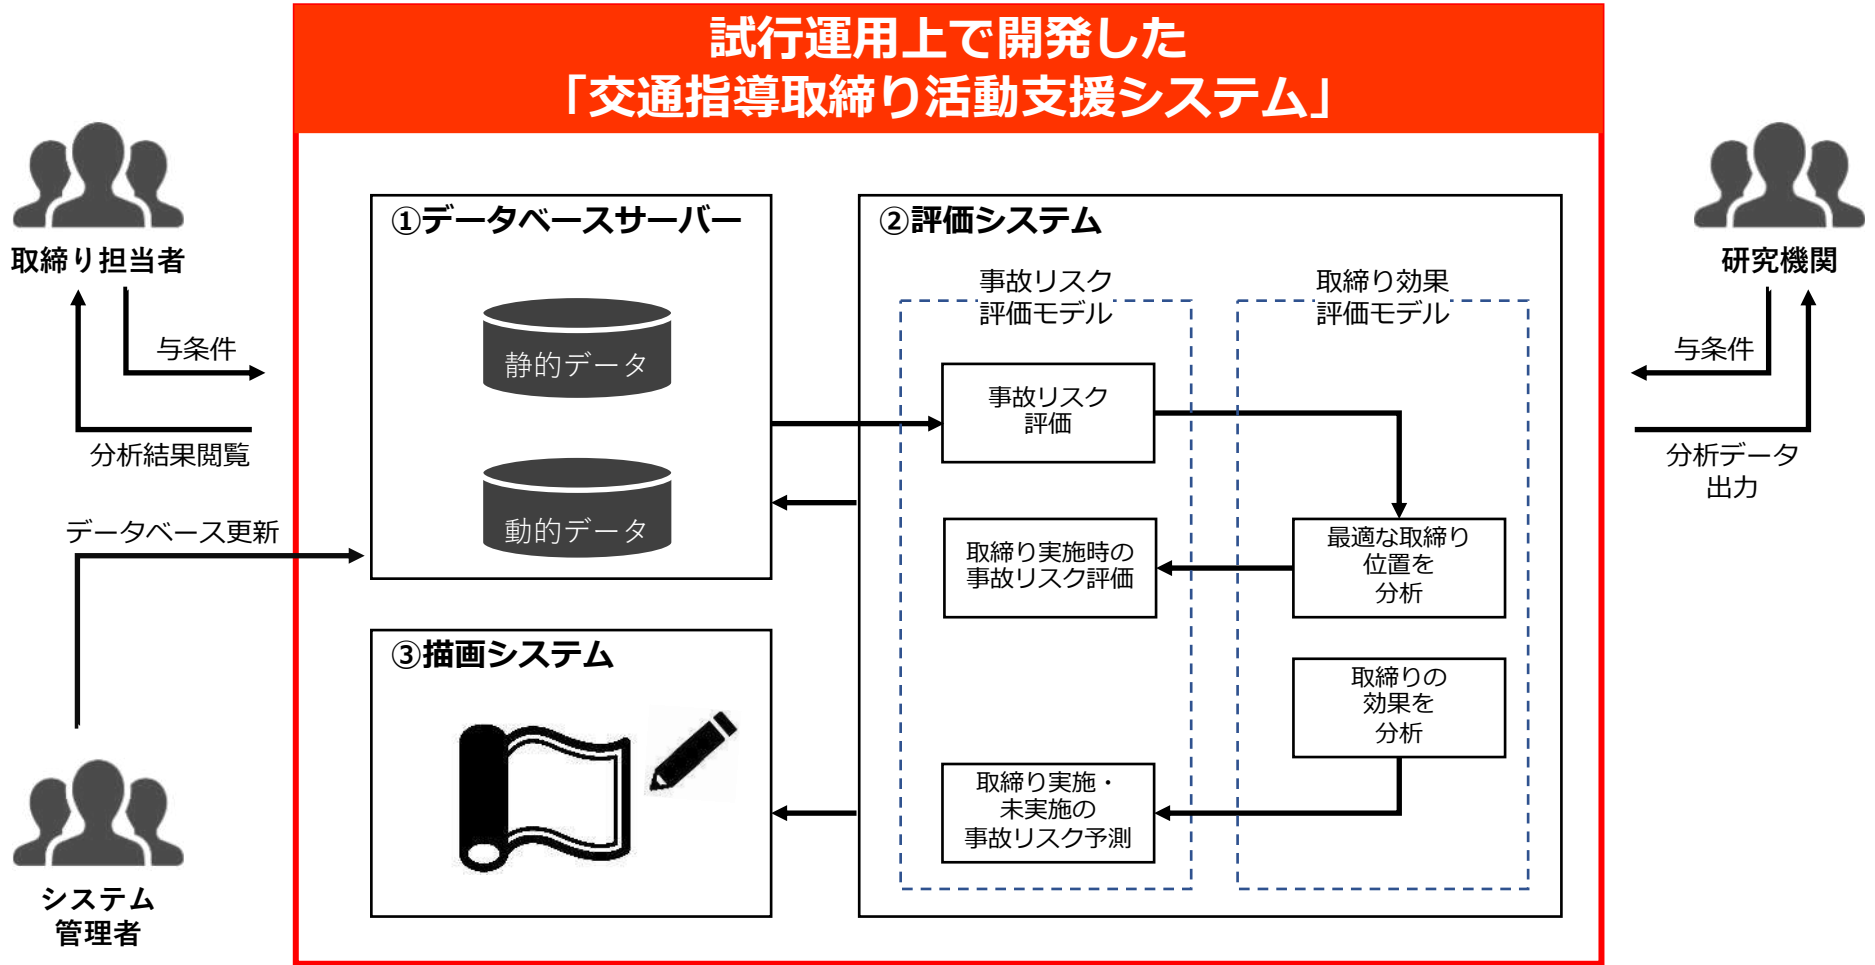 試行運用上で開発した
「交通指導取締り活動支援システム」
取締り担当者
与条件
分析結果閲覧
データベース更新
システム
管理者
①データベースサーバー
静的データ
動的データ
③描画システム
②評価システム
事故リスク
評価モデル
取締り効果
評価モデル
事故リスク
評価
取締り実施時の
事故リスク評価
最適な取締り
位置を
分析
取締りの
効果を
分析
取締り実施・
未実施の
事故リスク予測
研究機関
与条件
分析データ
出力